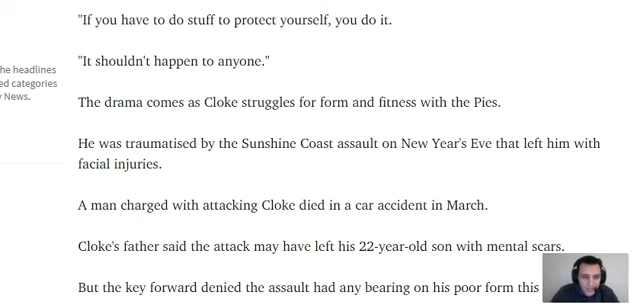 "If you have to do stuff to protect yourself, you do it.
"It shouldn't happen to anyone."
he headlines
ed categories
News.
The drama comes as Cloke struggles for form and fitness with the Pies.
He was traumatised by the Sunshine Coast assault on New Year's Eve that left him with
facial injuries.
A man charged with attacking Cloke died in a car accident in March.
Cloke's father said the attack may have left his 22-year-old son with mental scars.
But the key forward denied the assault had any bearing on his poor form this